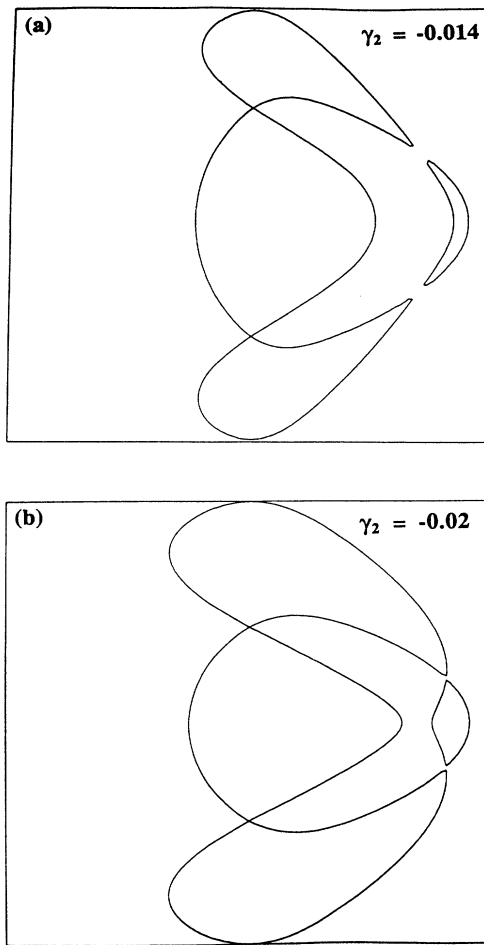 (a) γ₂ = -0.014
(b) γ₂ = -0.02